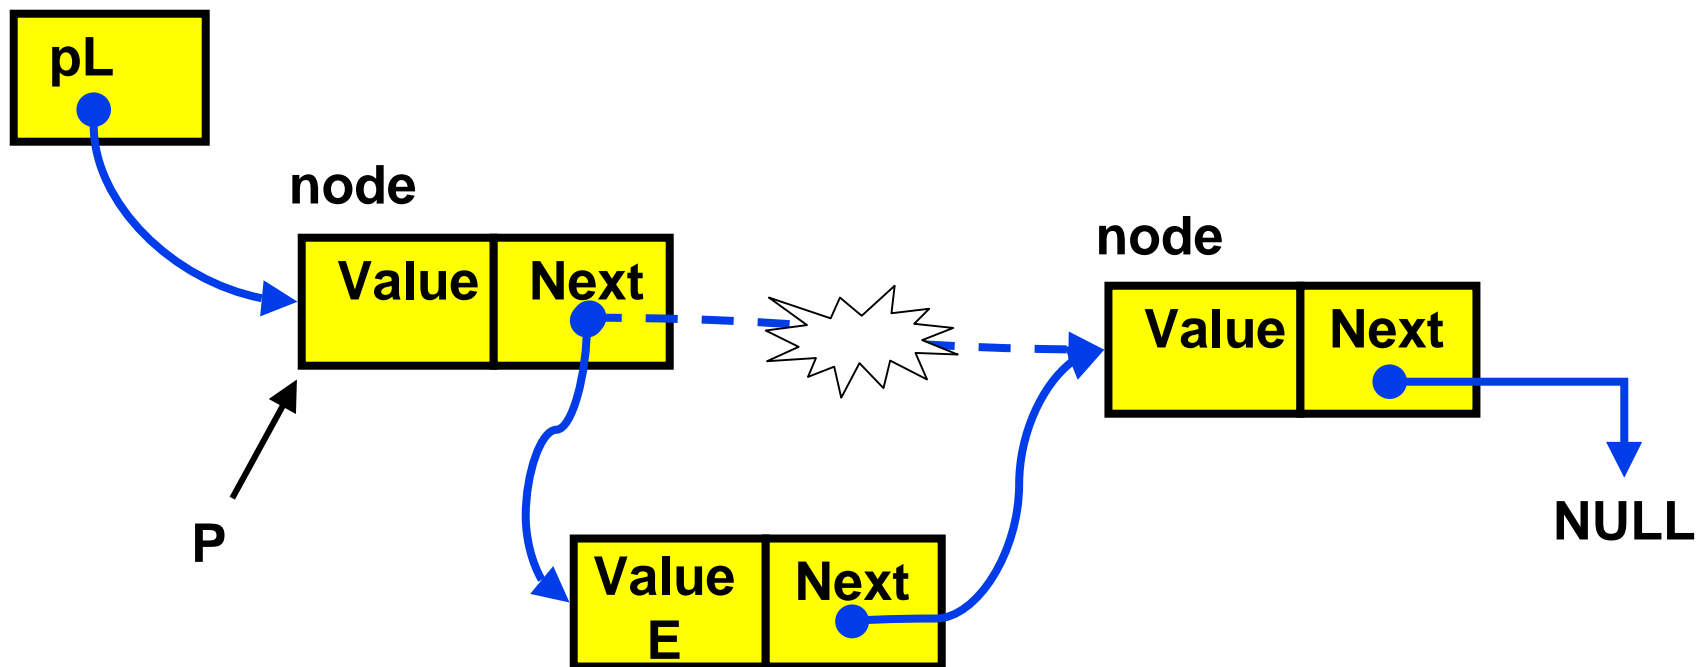 pL
node
node
Value Next
Value Next
P
NULL
Value Next
E